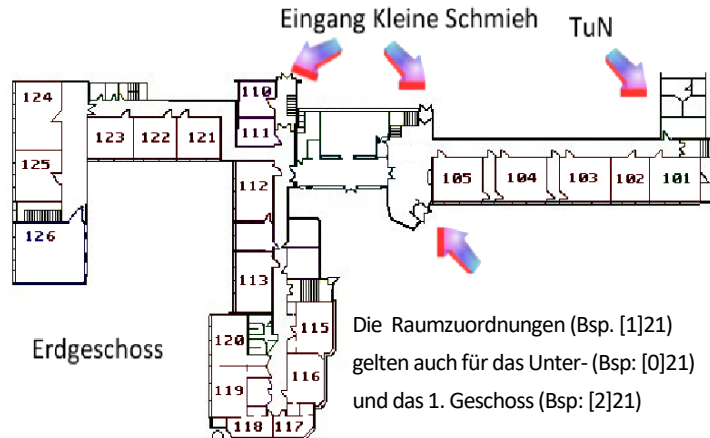 Eingang Kleine Schmieh
TuN
124
110
123 122 121
111
125
112
105 104 103 102 101
126
113
115
120
116
119
118 117
Erdgeschoss
Die Raumzuordnungen (Bsp. [1]21)
gelten auch für das Unter- (Bsp: [0]21)
und das 1. Geschoss (Bsp: [2]21)